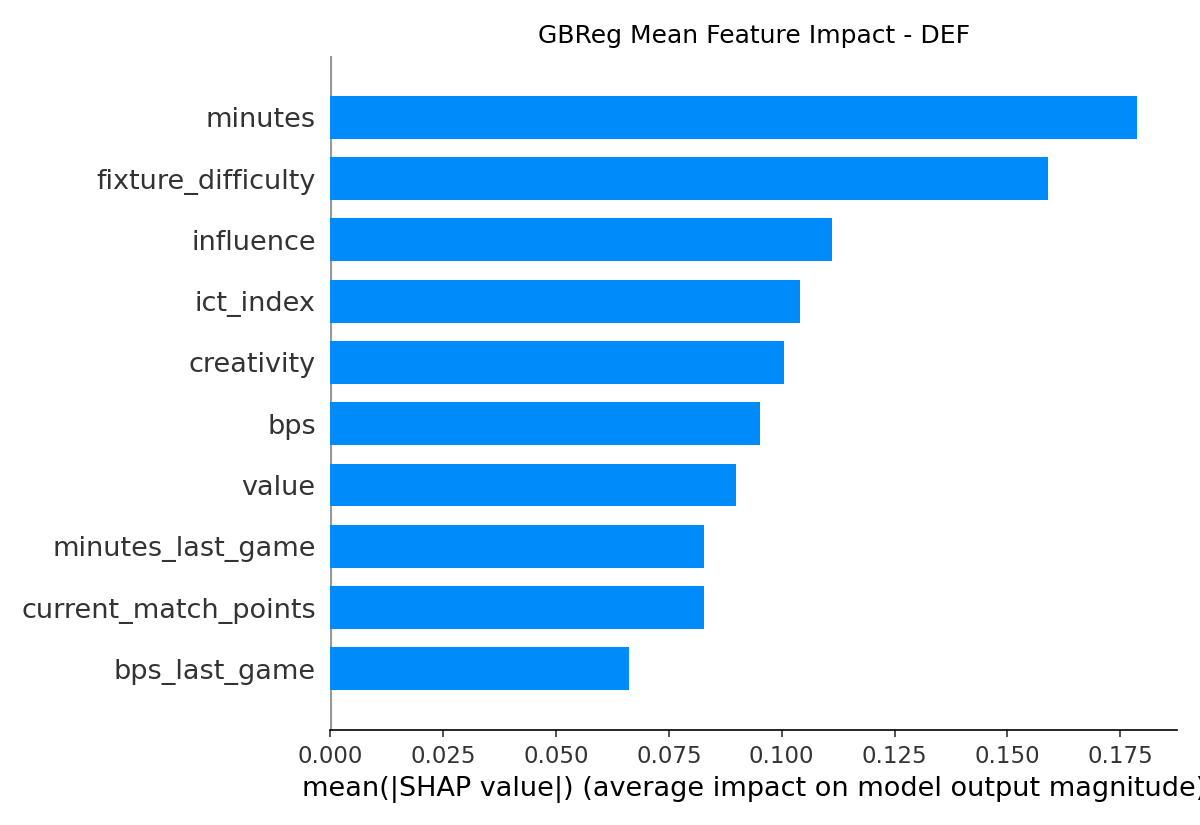 GBReg Mean Feature Impact - DEF
minutes
fixture_difficulty
influence
ict_index
creativity
bps
value
minutes_last_game
current_match_points
bps_last_game
0.000 0.025 0.050 0.075 0.100 0.125 0.150 0.175
mean(|SHAP value|) (average impact on model output magnitude)